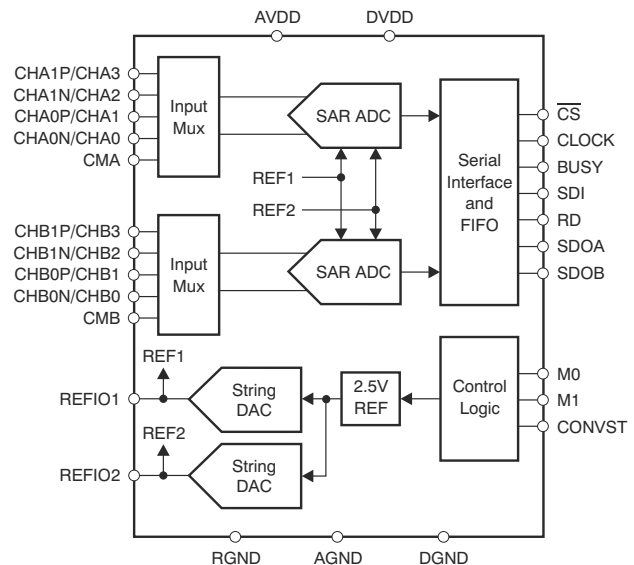 AVDD
DVDD
CHA1P/CHA3
CHA1N/CHA2
CHA0P/CHA1
CHA0N/CHA0
CMA
Input
Mux
SAR ADC
REF1
REF2
Serial
Interface
and
FIFO
CS
CLOCK
BUSY
SDI
RD
SDOA
SDOB
CHB1P/CHB3
CHB1N/CHB2
CHB0P/CHB1
CHB0N/CHB0
CMB
Input
Mux
SAR ADC
REF1
REFIO1
String
DAC
2.5V
REF
Control
Logic
M0
M1
CONVST
REF2
REFIO2
String
DAC
RGND
AGND
DGND